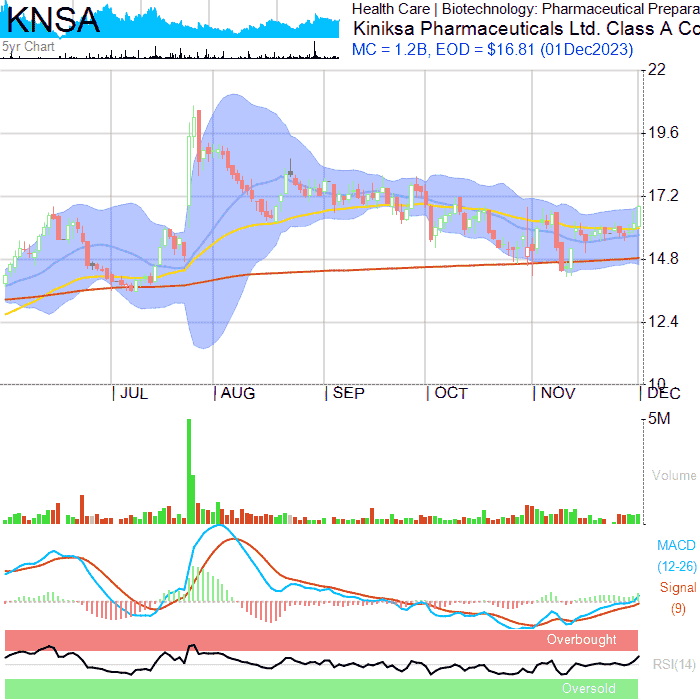 KNSA
5yr Chart
Health Care | Biotechnology: Pharmaceutical Prepara
Kiniksa Pharmaceuticals Ltd. Class A Co
MC = 1.2B, EOD = $16.81 (01Dec2023)
22
19.6
17.2
14.8
12.4
10
JUL AUG SEP OCT NOV DEC
5M
Volume
MACD
(12-26)
Signal
(9)
Overbought
RSI(14)
Oversold